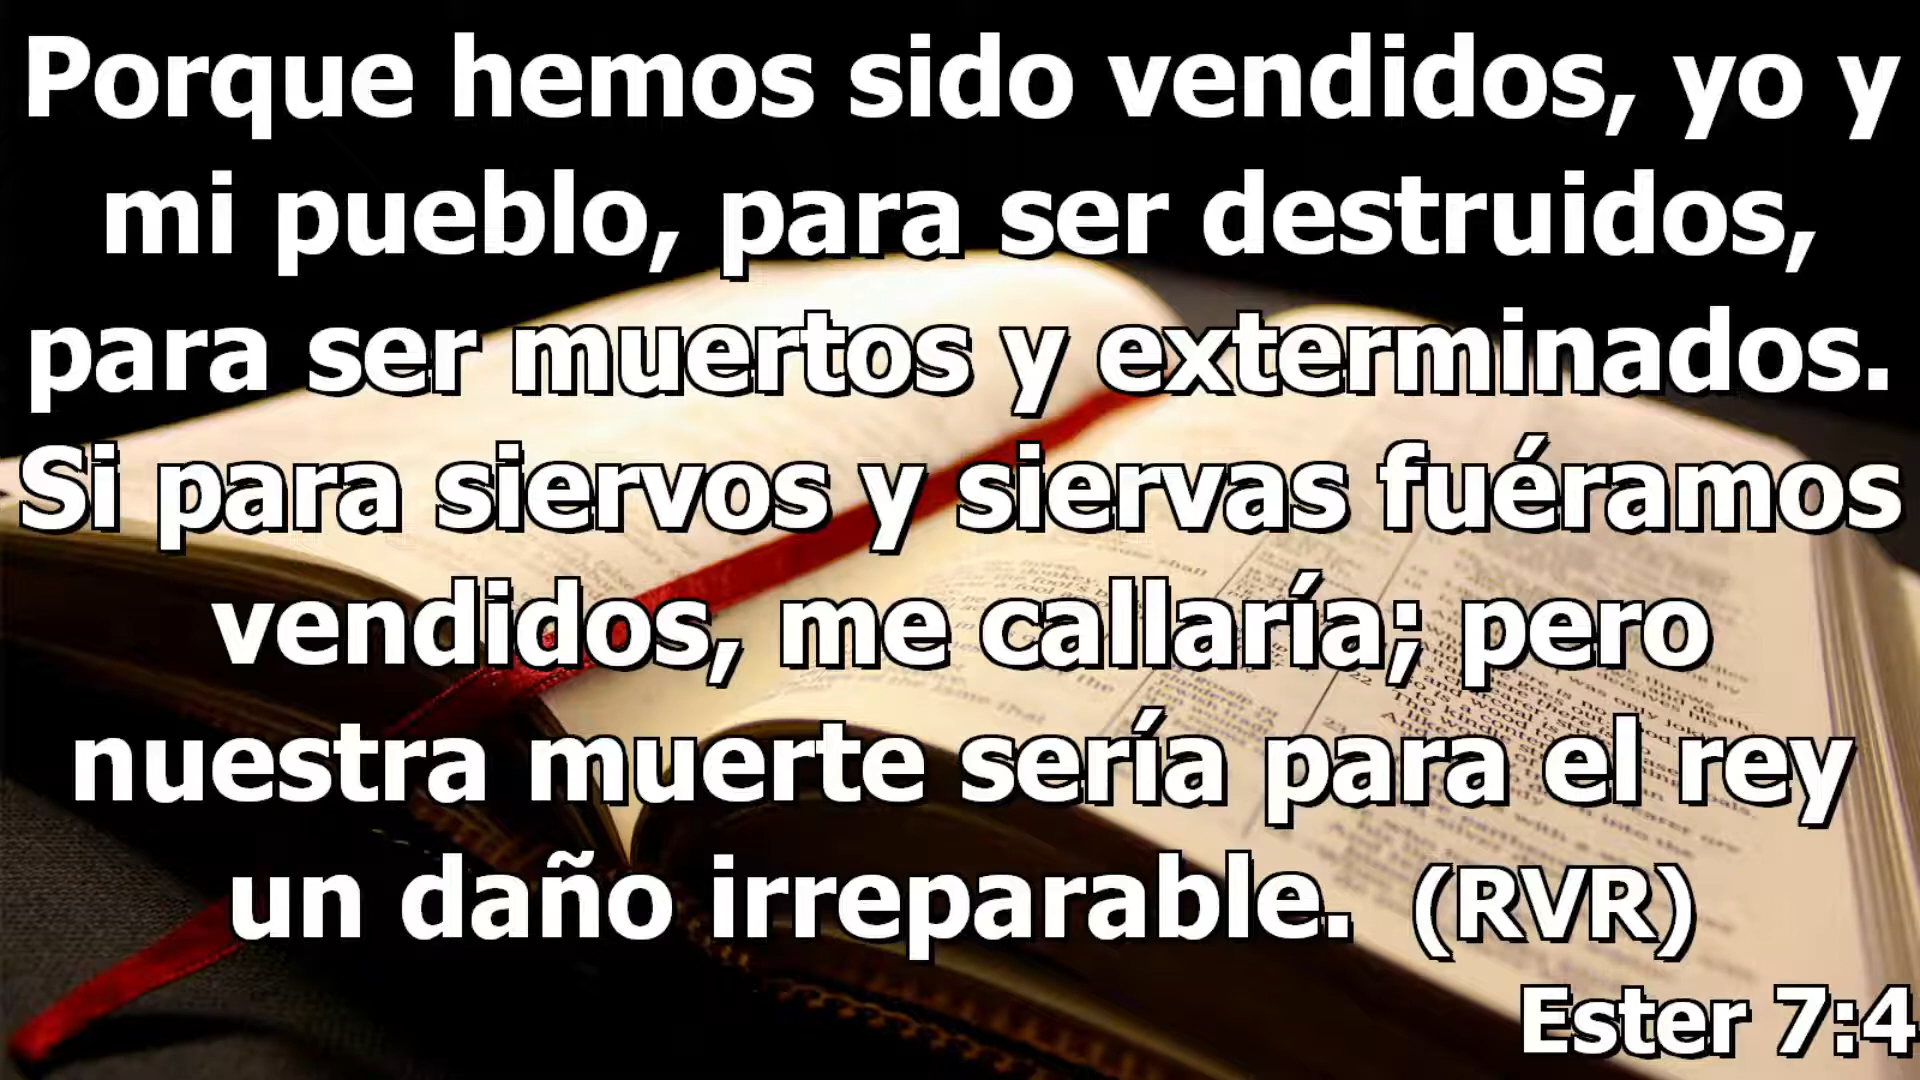 Porque hemos sido vendidos, yo y
mi pueblo, para ser destruidos,
para ser muertos y exterminados.
Si para siervos y siervas fuéramos
vendidos, me callaría; pero
nuestra muerte sería para el rey
un daño irreparable. (RVR)
Ester 7:4